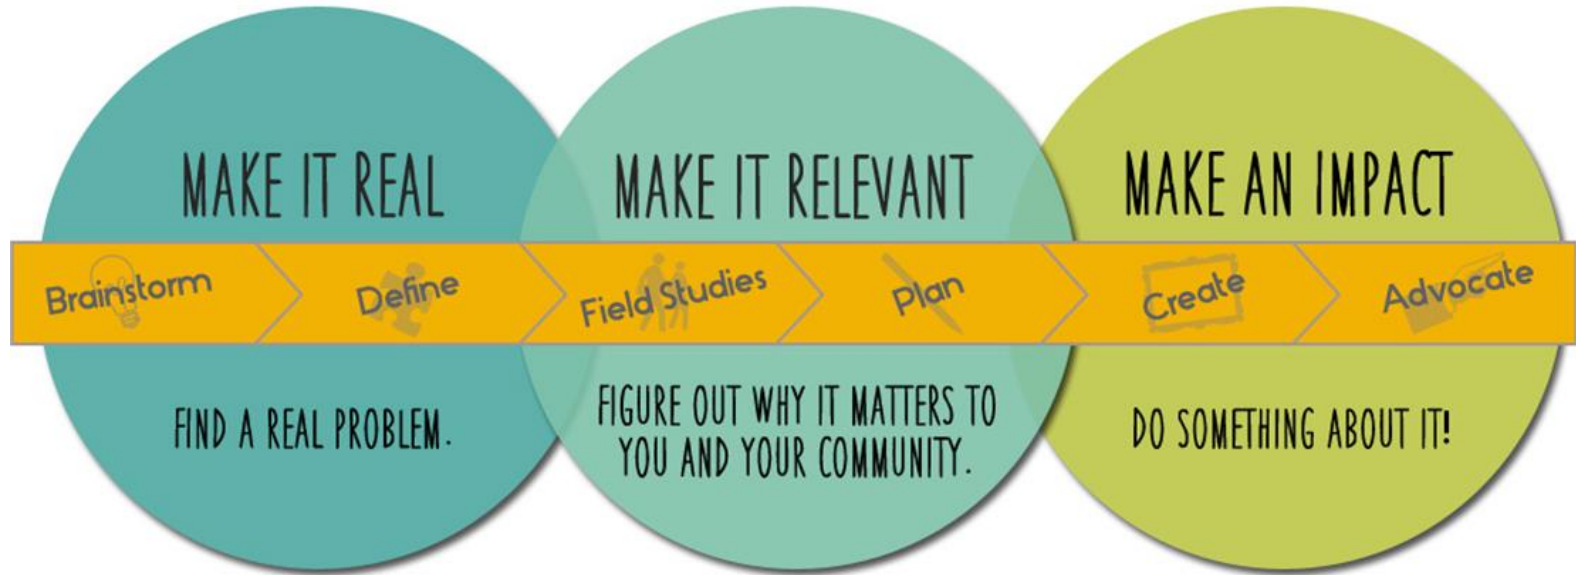 MAKE IT REAL
MAKE IT RELEVANT
MAKE AN IMPACT
Brainstorm
Define
Field Studies
Plan
Create
Advocate
FIND A REAL PROBLEM.
FIGURE OUT WHY IT MATTERS TO
YOU AND YOUR COMMUNITY.
DO SOMETHING ABOUT IT!